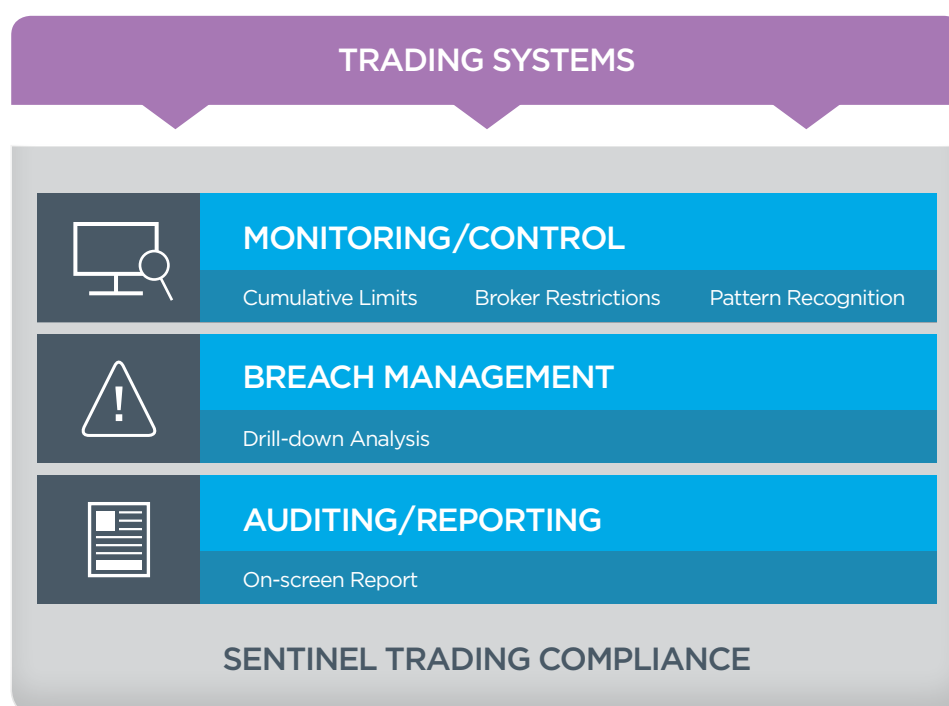 TRADING SYSTEMS
MONITORING/CONTROL
Cumulative Limits Broker Restrictions Pattern Recognition
BREACH MANAGEMENT
Drill-down Analysis
AUDITING/REPORTING
On-screen Report
SENTINEL TRADING COMPLIANCE